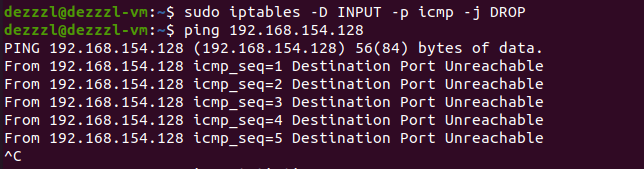 dezzzl@dezzzl-vm:~$ sudo iptables -D INPUT -p icmp -j DROP
dezzzl@dezzzl-vm:~$ ping 192.168.154.128
PING 192.168.154.128 (192.168.154.128) 56(84) bytes of data.
From 192.168.154.128 icmp_seq=1 Destination Port Unreachable
From 192.168.154.128 icmp_seq=2 Destination Port Unreachable
From 192.168.154.128 icmp_seq=3 Destination Port Unreachable
From 192.168.154.128 icmp_seq=4 Destination Port Unreachable
From 192.168.154.128 icmp_seq=5 Destination Port Unreachable
^C